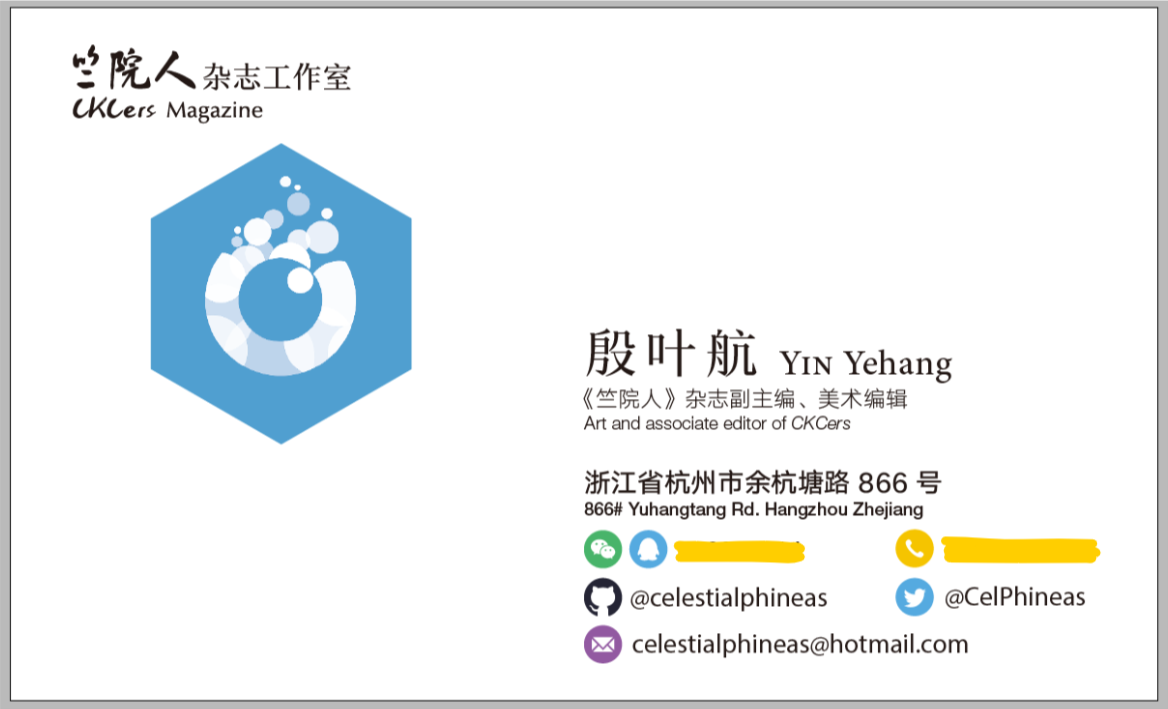 竺院人杂志工作室
CKCers Magazine
殷叶航 YIN Yehang
《竺院人》杂志副主编、美术编辑
Art and associate editor of CKCers
浙江省杭州市余杭塘路 866 号
866# Yuhangtang Rd. Hangzhou Zhejiang
@celestialphineas @CelPhineas
celestialphineas@hotmail.com